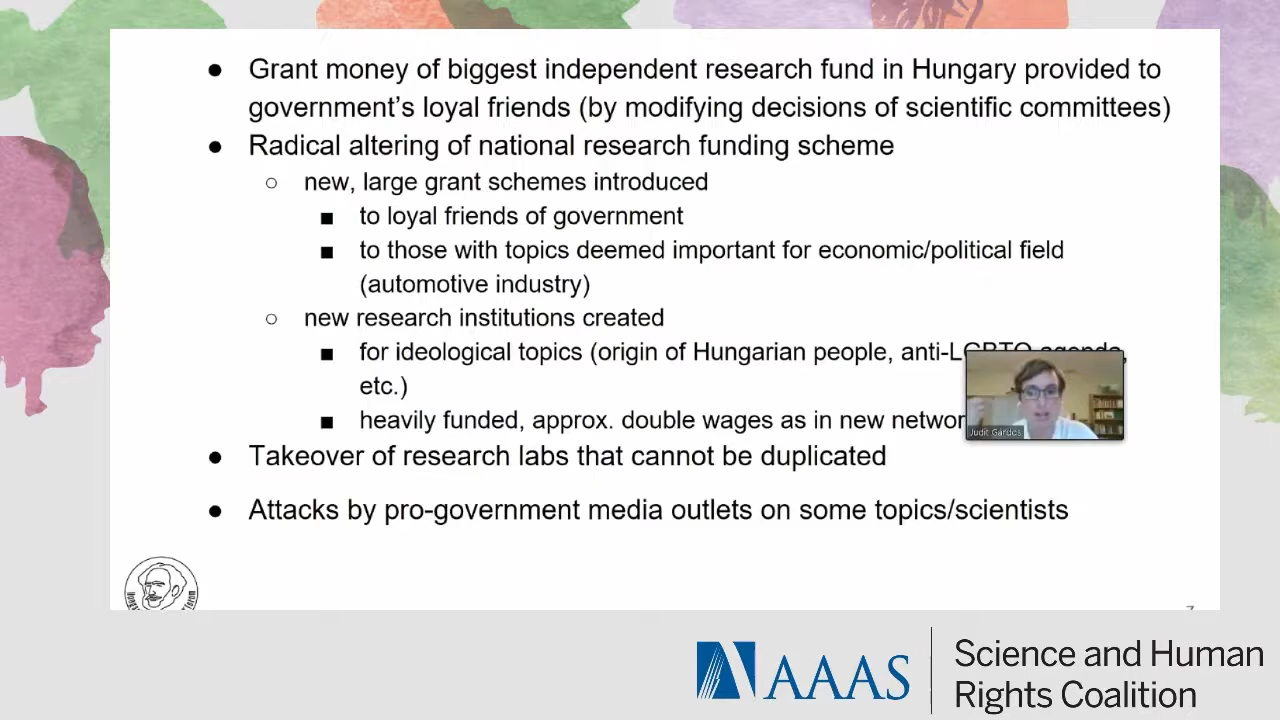 ● Grant money of biggest independent research fund in Hungary provided to
government's loyal friends (by modifying decisions of scientific committees)
● Radical altering of national research funding scheme
○ new, large grant schemes introduced
■ to loyal friends of government
■ to those with topics deemed important for economic/political field
(automotive industry)
○ new research institutions created
■ for ideological topics (origin of Hungarian people, anti-LGBTQ agenda,
etc.)
■ heavily funded, approx. double wages as in new networ
Judit Gárdos
● Takeover of research labs that cannot be duplicated
● Attacks by pro-government media outlets on some topics/scientists
AAAS
Science and Human
Rights Coalition